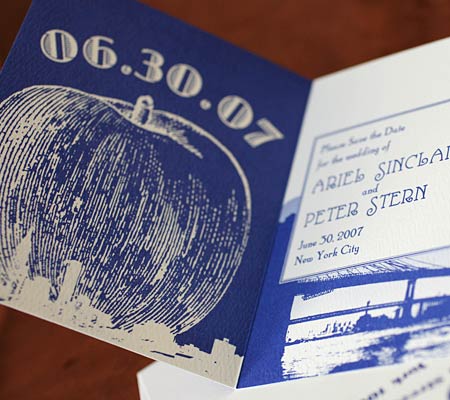 06.30.07
Please Save the Date
for the wedding of
ARIEL SINCLAI
and
PETER STERN
June 30, 2007
New York City